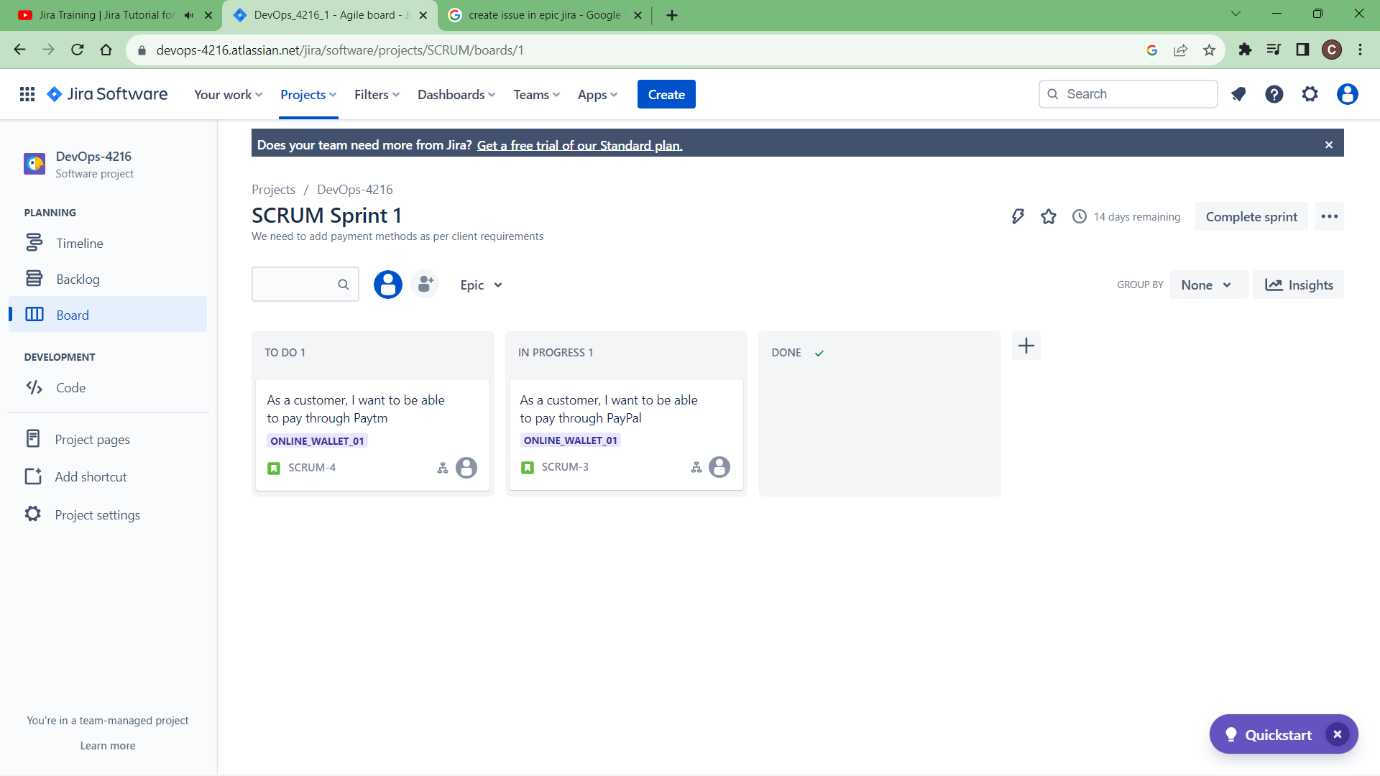 Jira Training | Jira Tutorial for
DevOps_4216_1 - Agile board - Ji
create issue in epic jira - Google
devops-4216.atlassian.net/jira/software/projects/SCRUM/boards/1
C
Jira Software
Your work
Projects
Filters
Dashboards
Teams
Apps
Create
Search
DevOps-4216
Software project
PLANNING
Timeline
Backlog
Board
DEVELOPMENT
Code
Project pages
Add shortcut
Project settings
You're in a team-managed project
Learn more
Does your team need more from Jira? Get a free trial of our Standard plan.
Projects / DevOps-4216
SCRUM Sprint 1
We need to add payment methods as per client requirements
14 days remaining
Complete sprint
Epic
GROUP BY
None
Insights
TO DO 1
As a customer, I want to be able
to pay through Paytm
ONLINE_WALLET_01
SCRUM-4
IN PROGRESS 1
As a customer, I want to be able
to pay through PayPal
ONLINE_WALLET_01
SCRUM-3
DONE
Quickstart